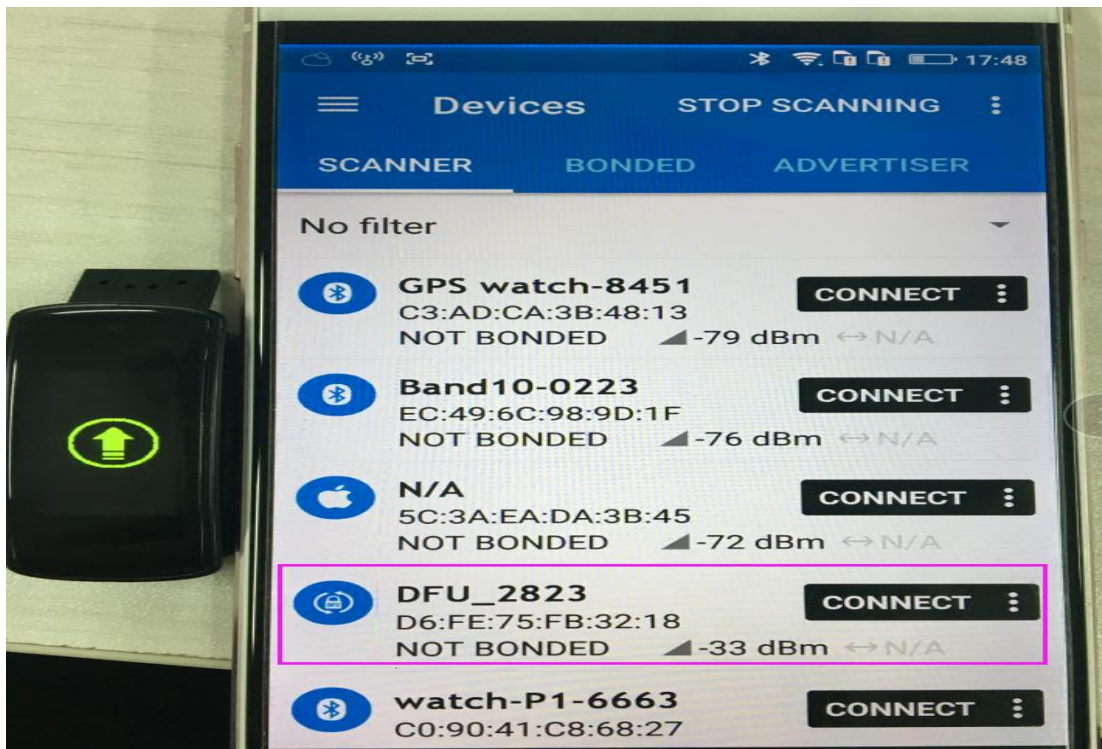 17:48
Devices STOP SCANNING
SCANNER BONDED ADVERTISER
No filter
GPS watch-8451 CONNECT
C3:AD:CA:3B:48:13
NOT BONDED -79 dBm ↔ N/A
Band10-0223 CONNECT
EC:49:6C:98:9D:1F
NOT BONDED -76 dBm ↔ N/A
N/A CONNECT
5C:3A:EA:DA:3B:45
NOT BONDED -72 dBm ↔ N/A
DFU_2823 CONNECT
D6:FE:75:FB:32:18
NOT BONDED -33 dBm ↔ N/A
watch-P1-6663 CONNECT
C0:90:41:C8:68:27